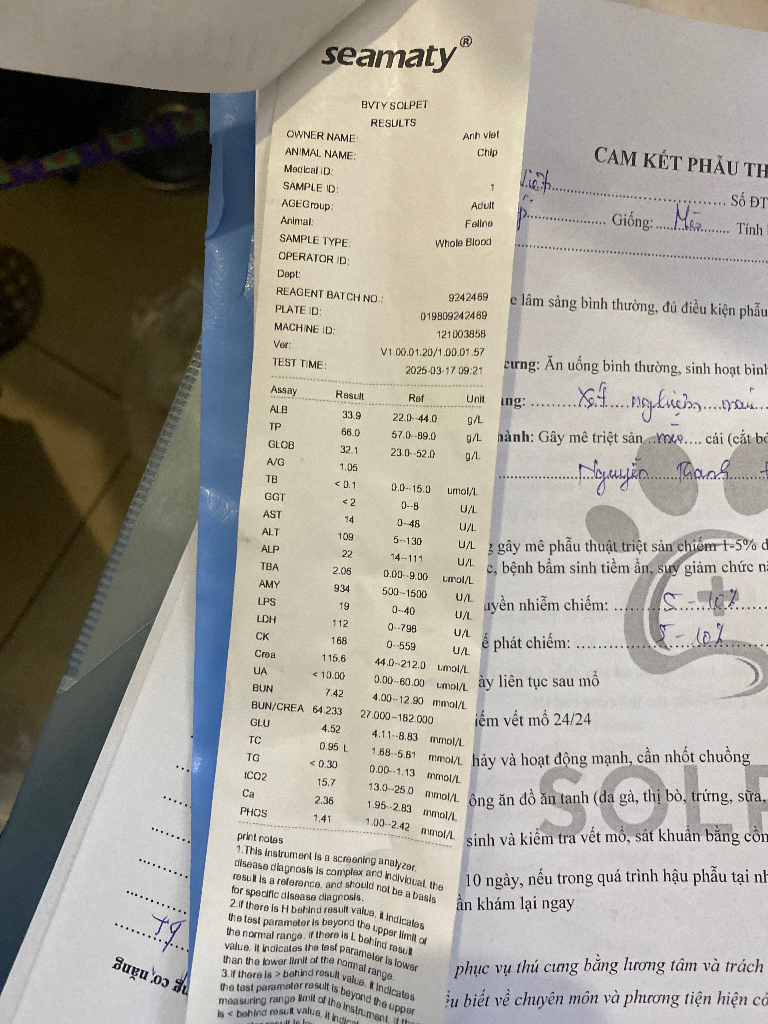 seamaty®
BVTY SOLPET
RESULTS
OWNER NAME: Anh viet
ANIMAL NAME: Chip
Medical ID:
SAMPLE ID: 1
AGEGroup: Adult
Animal: Feline
SAMPLE TYPE: Whole Blood
OPERATOR ID:
Dept:
REAGENT BATCH NO.: 9242469
PLATE ID: 019809242469
MACHINE ID: 121003858
Ver: V1.00.01.20/1.00.01.57
TEST TIME: 2025-03-17 09:21
Assay Result Ref Unit
ALB 33.9 22.0--44.0 g/L
TP 66.0 57.0--89.0 g/L
GLOB 32.1 23.0--52.0 g/L
A/G 1.05
TB < 0.1 0.0--15.0 umol/L
GGT < 2 0--8 U/L
AST 14 0--48 U/L
ALT 109 5--130 U/L
ALP 22 14--111 U/L
TBA 2.06 0.00--9.00 umol/L
AMY 934 500--1500 U/L
LPS 19 0--40 U/L
LDH 112 0--798 U/L
CK 168 0--559 U/L
Crea 115.6 44.0--212.0 umol/L
UA < 10.00 0.00--60.00 umol/L
BUN 7.42 4.00--12.90 mmol/L
BUN/CREA 64.233 27.000--182.000
GLU 4.52 4.11--8.83 mmol/L
TC 0.95 L 1.68--5.81 mmol/L
TG < 0.30 0.00--1.13 mmol/L
tCO2 15.7 13.0--25.0 mmol/L
Ca 2.36 1.95--2.83 mmol/L
PHOS 1.41 1.00--2.42 mmol/L
print notes
1.This instrument is a screening analyzer,
disease diagnosis is complex and individual, the
result is a reference, and should not be a basis
for specific disease diagnosis.
2.if there is H behind result value, it indicates
the test parameter is beyond the upper limit of
the normal range. if there is L behind result
value, it indicates the test parameter is lower
than the lower limit of the normal range.
3.if there is > behind result value. it indicates
the test parameter result is beyond the upper
measuring range limit of the instrument. If the
is < behind result value, it
CAM KẾT PHẪU TH
Việt Số ĐT
Giống: Mèo Tính
lâm sàng bình thường, đủ điều kiện phẫu
cưng: Ăn uống bình thường, sinh hoạt bình
Xét nghiệm máu
hành: Gây mê triệt sản mèo cái (cắt bỏ
Nguyễn Thanh
gây mê phẫu thuật triệt sản chiếm 1-5% d
bệnh bẩm sinh tiềm ẩn, suy giảm chức nă
uyền nhiễm chiếm: 5 - 10%
phát chiếm: 5 - 10%
ày liên tục sau mổ
iếm vết mổ 24/24
hảy và hoạt động mạnh, cần nhốt chuồng
ông ăn đồ ăn tanh (da gà, thị bò, trứng, sữa,
sinh và kiểm tra vết mổ, sát khuẩn bằng cồn
10 ngày, nếu trong quá trình hậu phẫu tại nh
ần khám lại ngay
phục vụ thú cưng bằng lương tâm và trách
ểu biết về chuyên môn và phương tiện hiện có
SOL